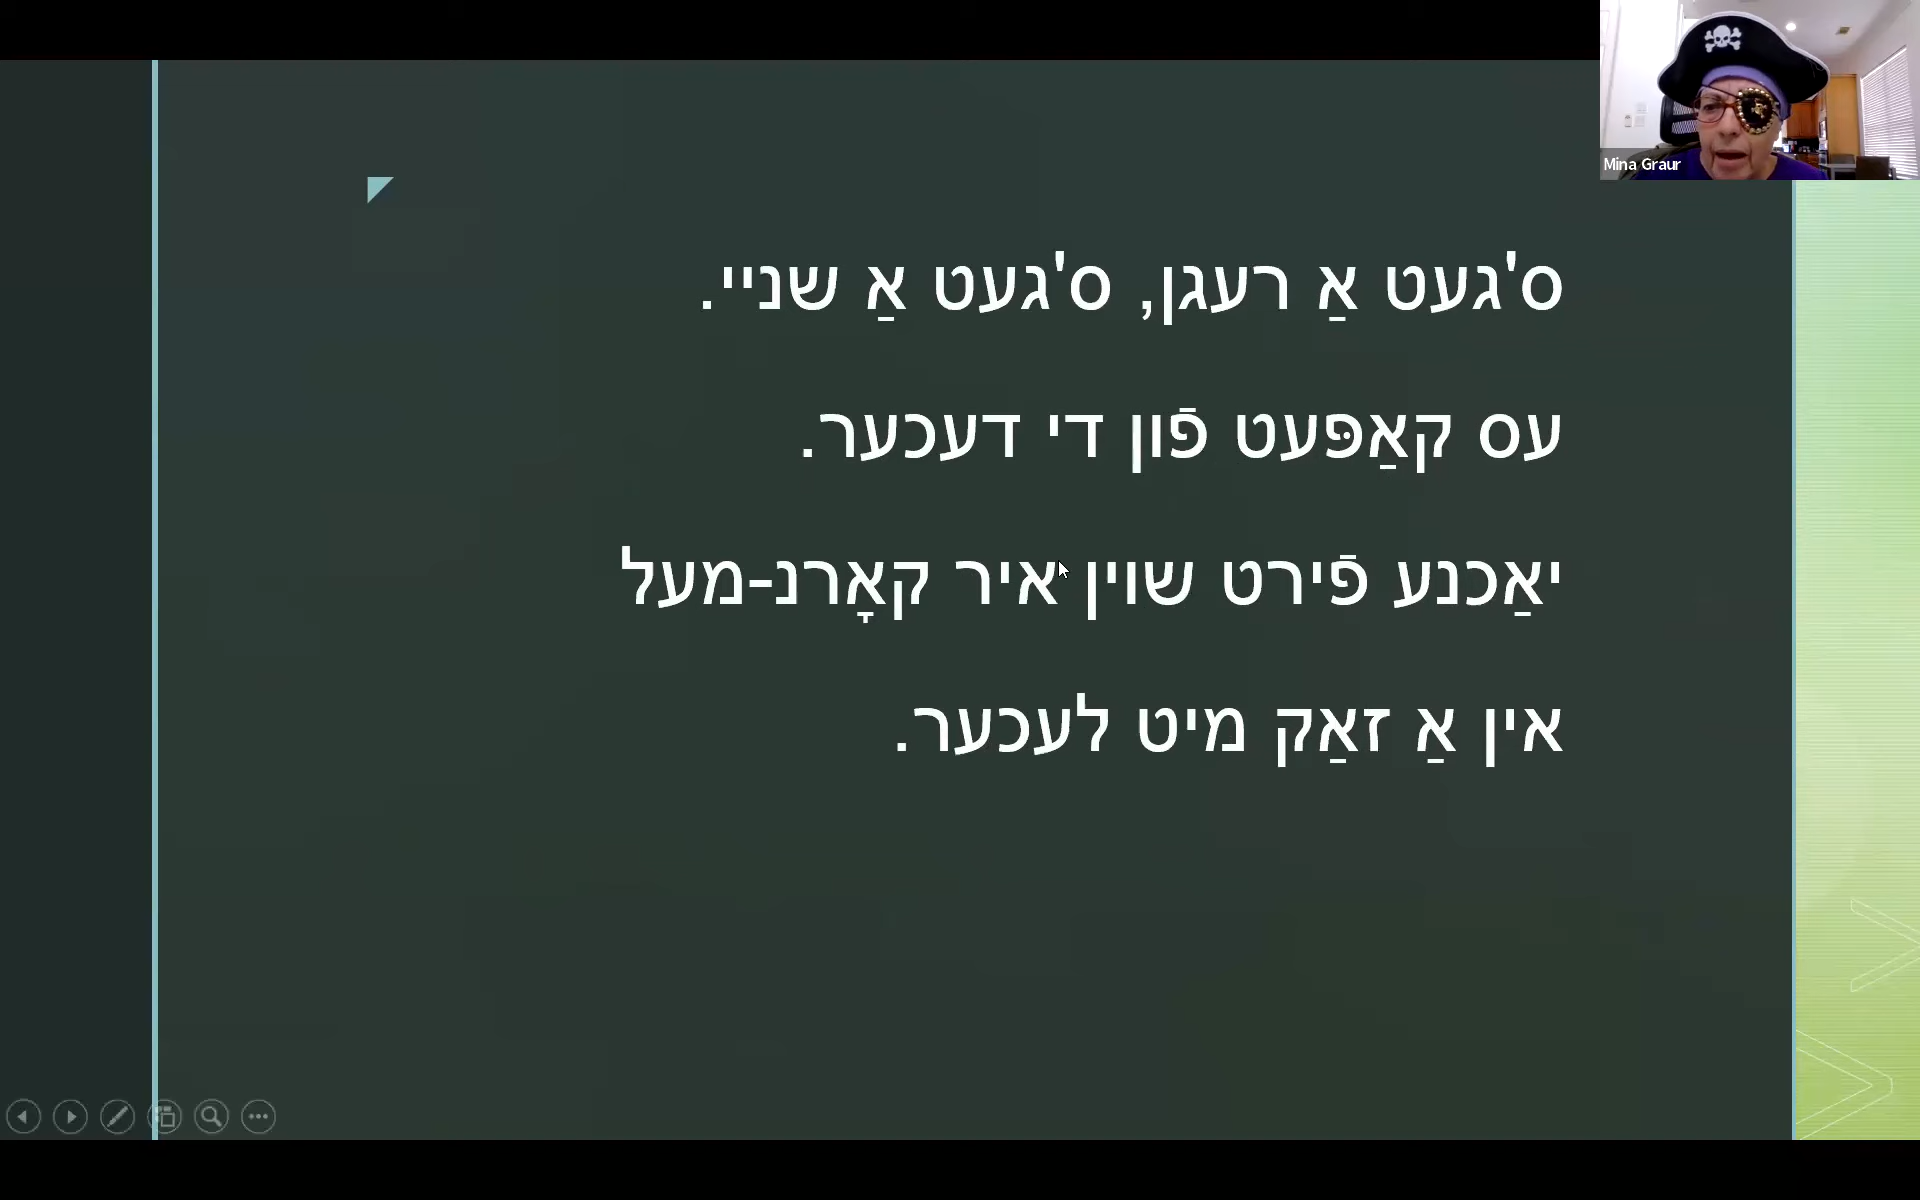 Mina Graur
ס'געט אַ רעגן, ס'געט אַ שניי.
עס קאַפּעט פֿון די דעכער.
יאַכנע פֿירט שוין איר קאָרנ-מעל
אין אַ זאַק מיט לעכער.